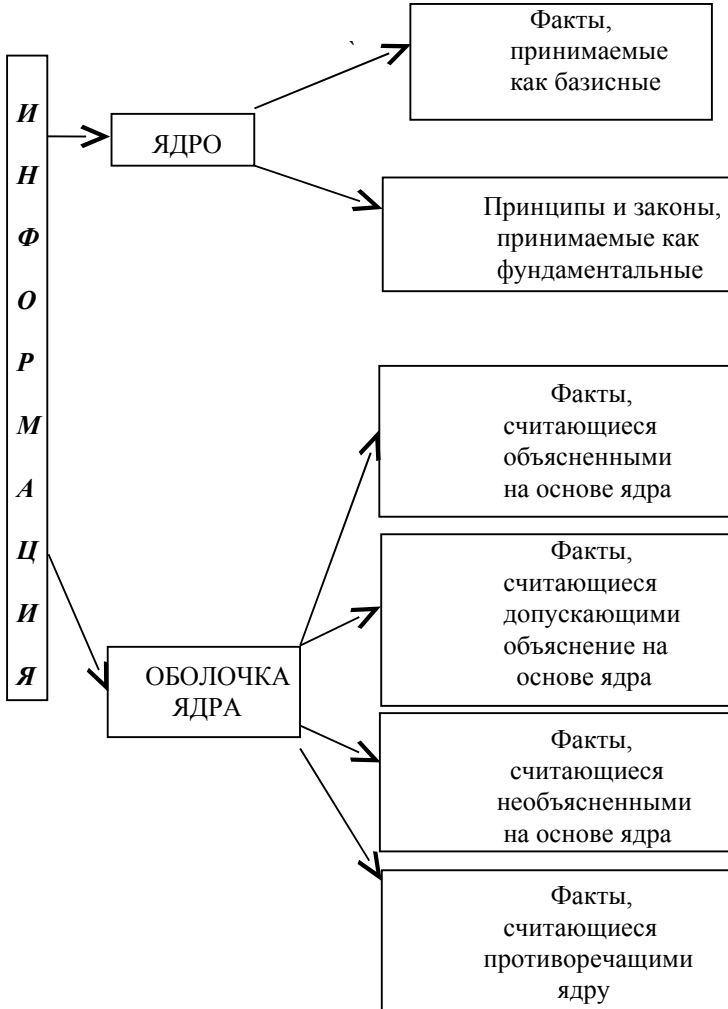 ИНФОРМАЦИЯ
ЯДРО
Факты,
принимаемые
как базисные
Принципы и законы,
принимаемые как
фундаментальные
ОБОЛОЧКА
ЯДРА
Факты,
считающиеся
объясненными
на основе ядра
Факты,
считающиеся
допускающими
объяснение на
основе ядра
Факты,
считающиеся
необъясненными
на основе ядра
Факты,
считающиеся
противоречащими
ядру